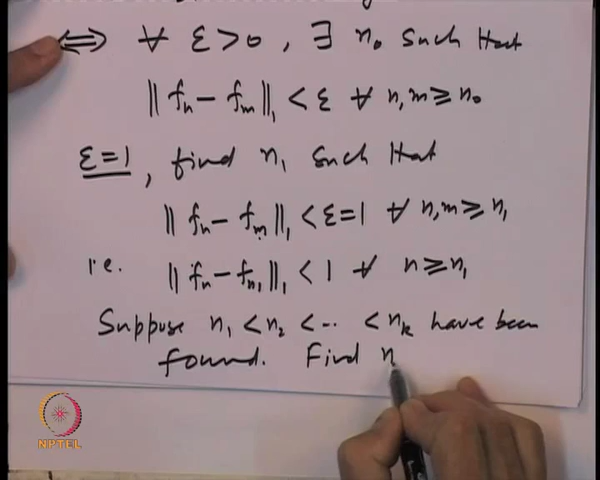 ⟺ ∀ ε>0, ∃ n₀ such that
‖fₙ − fₘ‖₁ < ε ∀ n,m ≥ n₀
ε=1, find n₁ such that
‖fₙ − fₘ‖₁ < ε=1 ∀ n,m ≥ n₁
i.e. ‖fₙ − fₙ₁‖₁ < 1 ∀ n ≥ n₁
Suppose n₁ < n₂ < ... < nₖ have been
found. Find n
NPTEL